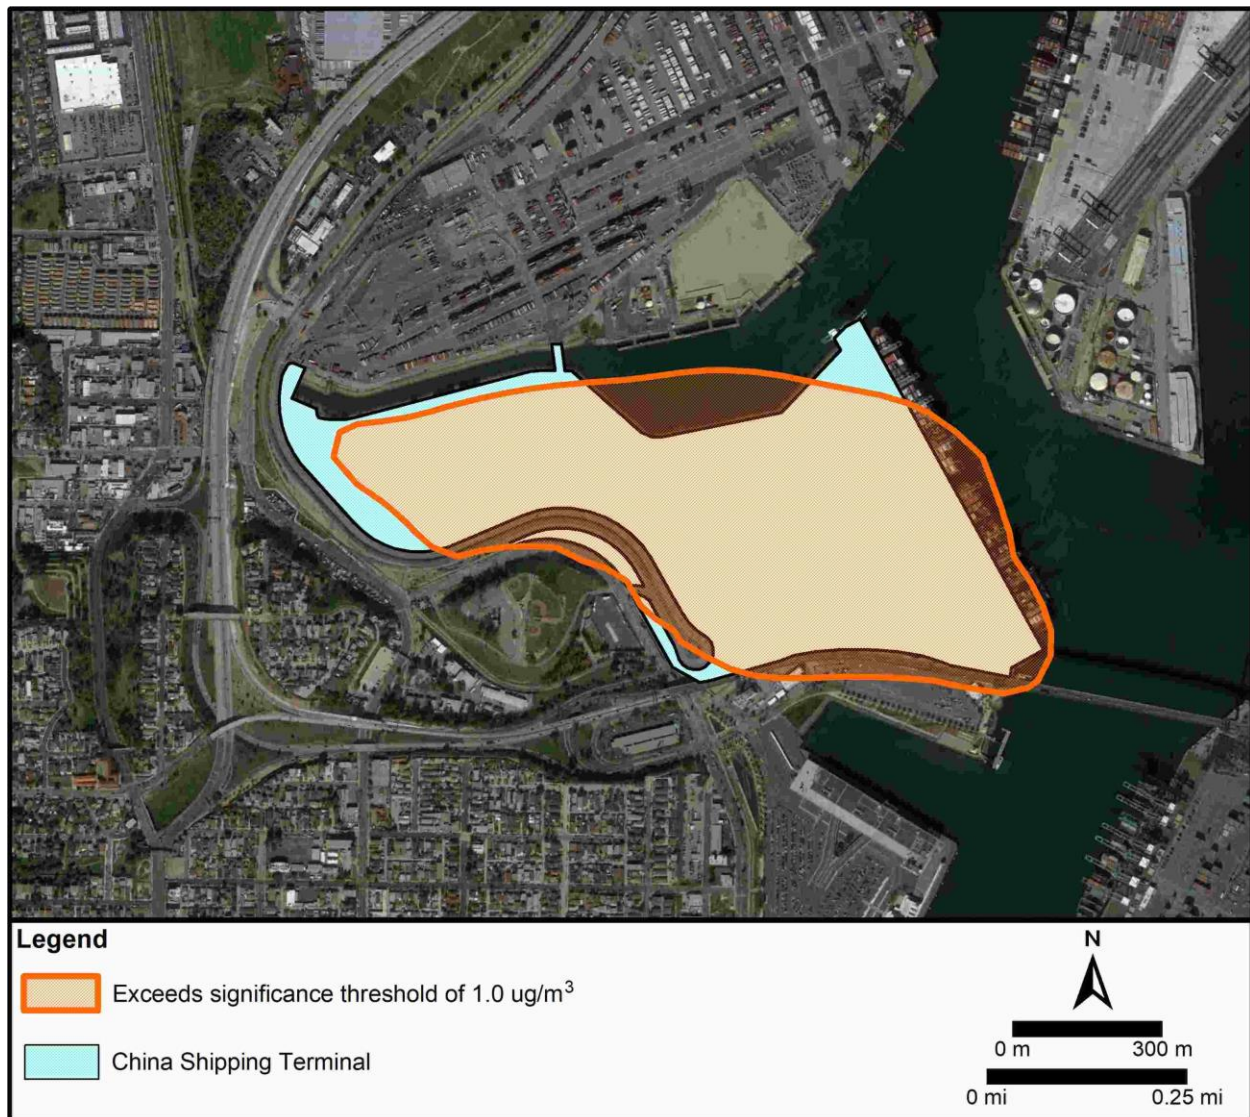 Legend
Exceeds significance threshold of 1.0 ug/m³
China Shipping Terminal
N
0 m 300 m
0 mi 0.25 mi